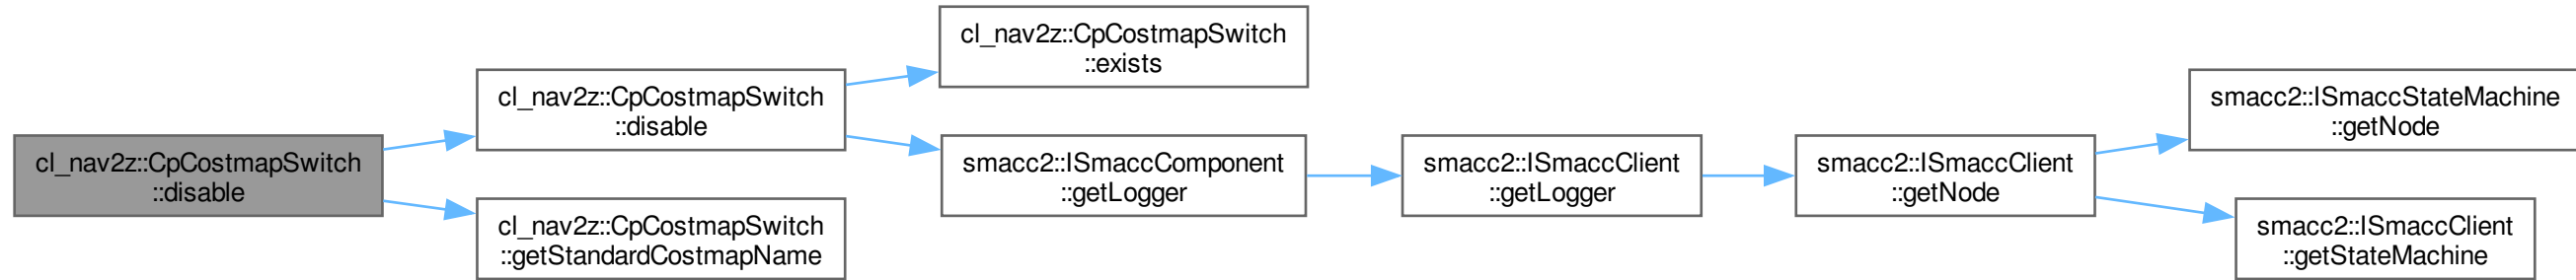 cl_nav2z::CpCostmapSwitch
::disable
cl_nav2z::CpCostmapSwitch
::disable
cl_nav2z::CpCostmapSwitch
::getStandardCostmapName
cl_nav2z::CpCostmapSwitch
::exists
smacc2::ISmaccComponent
::getLogger
smacc2::ISmaccClient
::getLogger
smacc2::ISmaccClient
::getNode
smacc2::ISmaccStateMachine
::getNode
smacc2::ISmaccClient
::getStateMachine